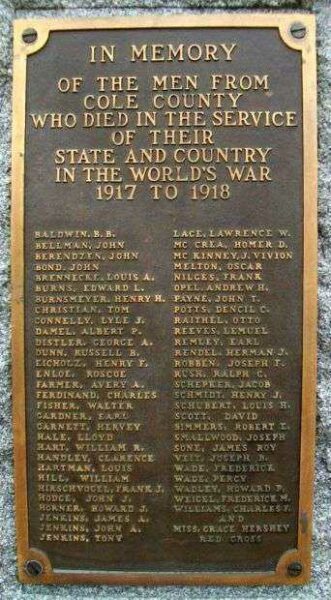 IN MEMORY
OF THE MEN FROM
COLE COUNTY
WHO DIED IN THE SERVICE
OF THEIR
STATE AND COUNTRY
IN THE WORLD'S WAR
1917 TO 1918
BALDWIN, B. B.
BELLMAN, JOHN
BERENDZEN, JOHN
BOND, JOHN
BRENNECKE, LOUIS A.
BURNS, EDWARD L.
BURNSMEYER, HENRY H.
CHRISTIAN, TOM
CONNELLY, LYLE J.
DAMEL, ALBERT P.
DISTLER, GEORGE A.
DUNN, RUSSELL B.
EICHOLZ, HENRY F.
ENLOE, ROSCOE
FARMER, AVERY A.
FERDINAND, CHARLES
FISHER, WALTER
GARDNER, EARL
GARNETT, HERVEY
HALE, LLOYD
HART, WILLIAM R.
HANDLEY, CLARENCE
HARTMAN, LOUIS
HILL, WILLIAM
HIRSCHVOGEL, FRANK J.
HODGE, JOHN J.
HORNER, HOWARD J.
JENKINS, JAMES A.
JENKINS, JOHN A.
JENKINS, TONY
LACE, LAWRENCE W.
MC CREA, HOMER D.
MC KINNEY, J. VIVION
MELTON, OSCAR
NILGES, FRANK
OPEL, ANDREW H.
PAYNE, JOHN T.
POTTS, DENCIL C.
RAITHEL, OTTO
REEVES, LEMUEL
REMLEY, EARL
RENDEL, HERMAN J.
ROBBEN, JOSEPH T.
RUSK, RALPH C.
SCHEPKER, JACOB
SCHMIDT, HENRY J.
SCHUBERT, LOUIS H.
SCOTT, DAVID
SIMMERS, ROBERT E.
SMALLWOOD, JOSEPH
SONE, JAMES ROY
VEIT, JOSEPH B.
WADE, FREDERICK
WADE, PERCY
WADLEY, HOWARD P.
WEIGEL, FREDERICK M.
WILLIAMS, CHARLES F.
AND
MISS, GRACE HERSHEY
RED CROSS